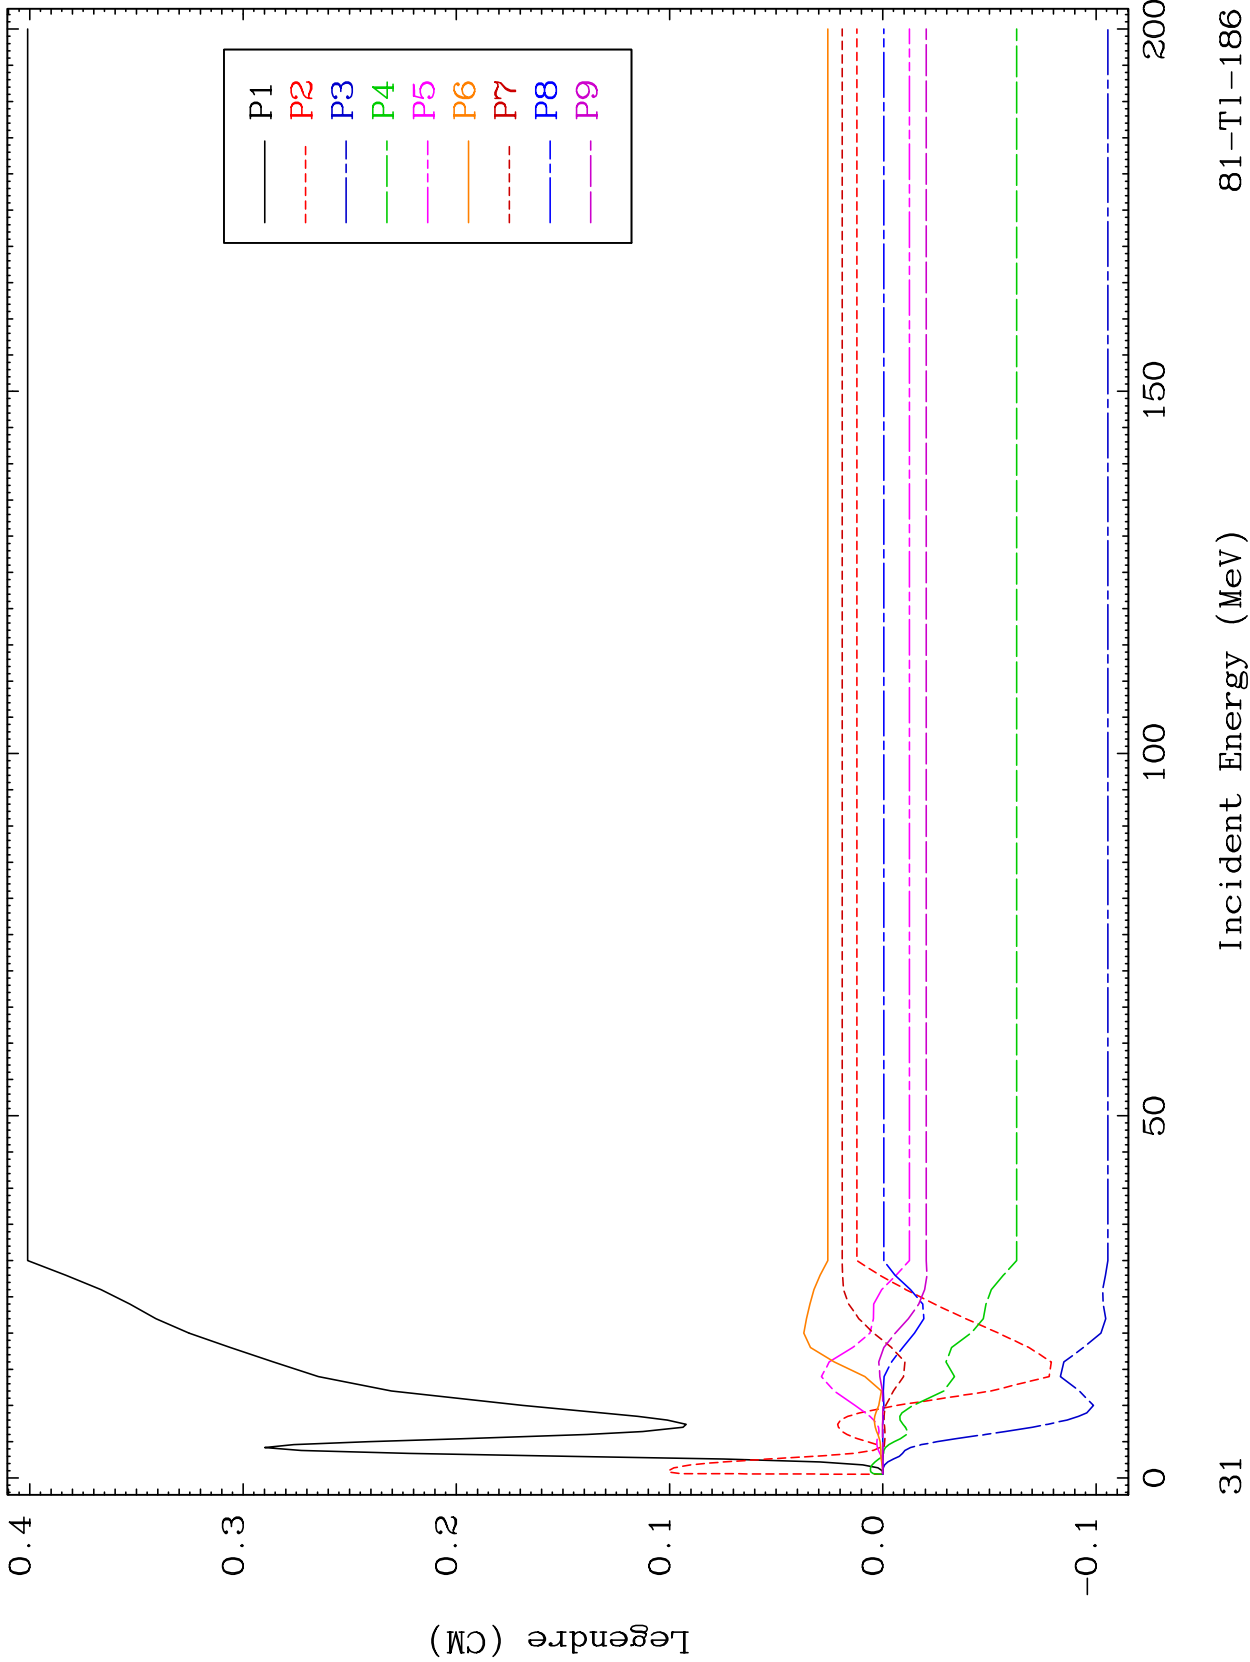 P1
P2
P3
P4
P5
P6
P7
P8
P9
Legendre (CM)
0.4
0.3
0.2
0.1
0.0
-0.1
0
50
100
150
200
Incident Energy (MeV)
31
81-Tl-186